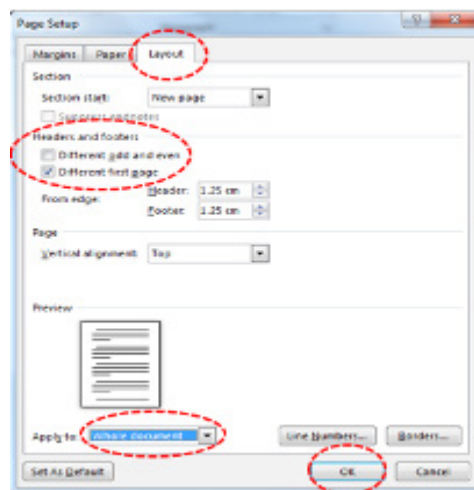 Page Setup
Margins Paper Layout
Section
Section start: New page
Suppress endnotes
Headers and footers
Different odd and even
Different first page
From edge: Header: 1.25 cm
Footer: 1.25 cm
Page
Vertical alignment: Top
Preview
Apply to: Whole document
Line Numbers... Borders...
Set As Default OK Cancel